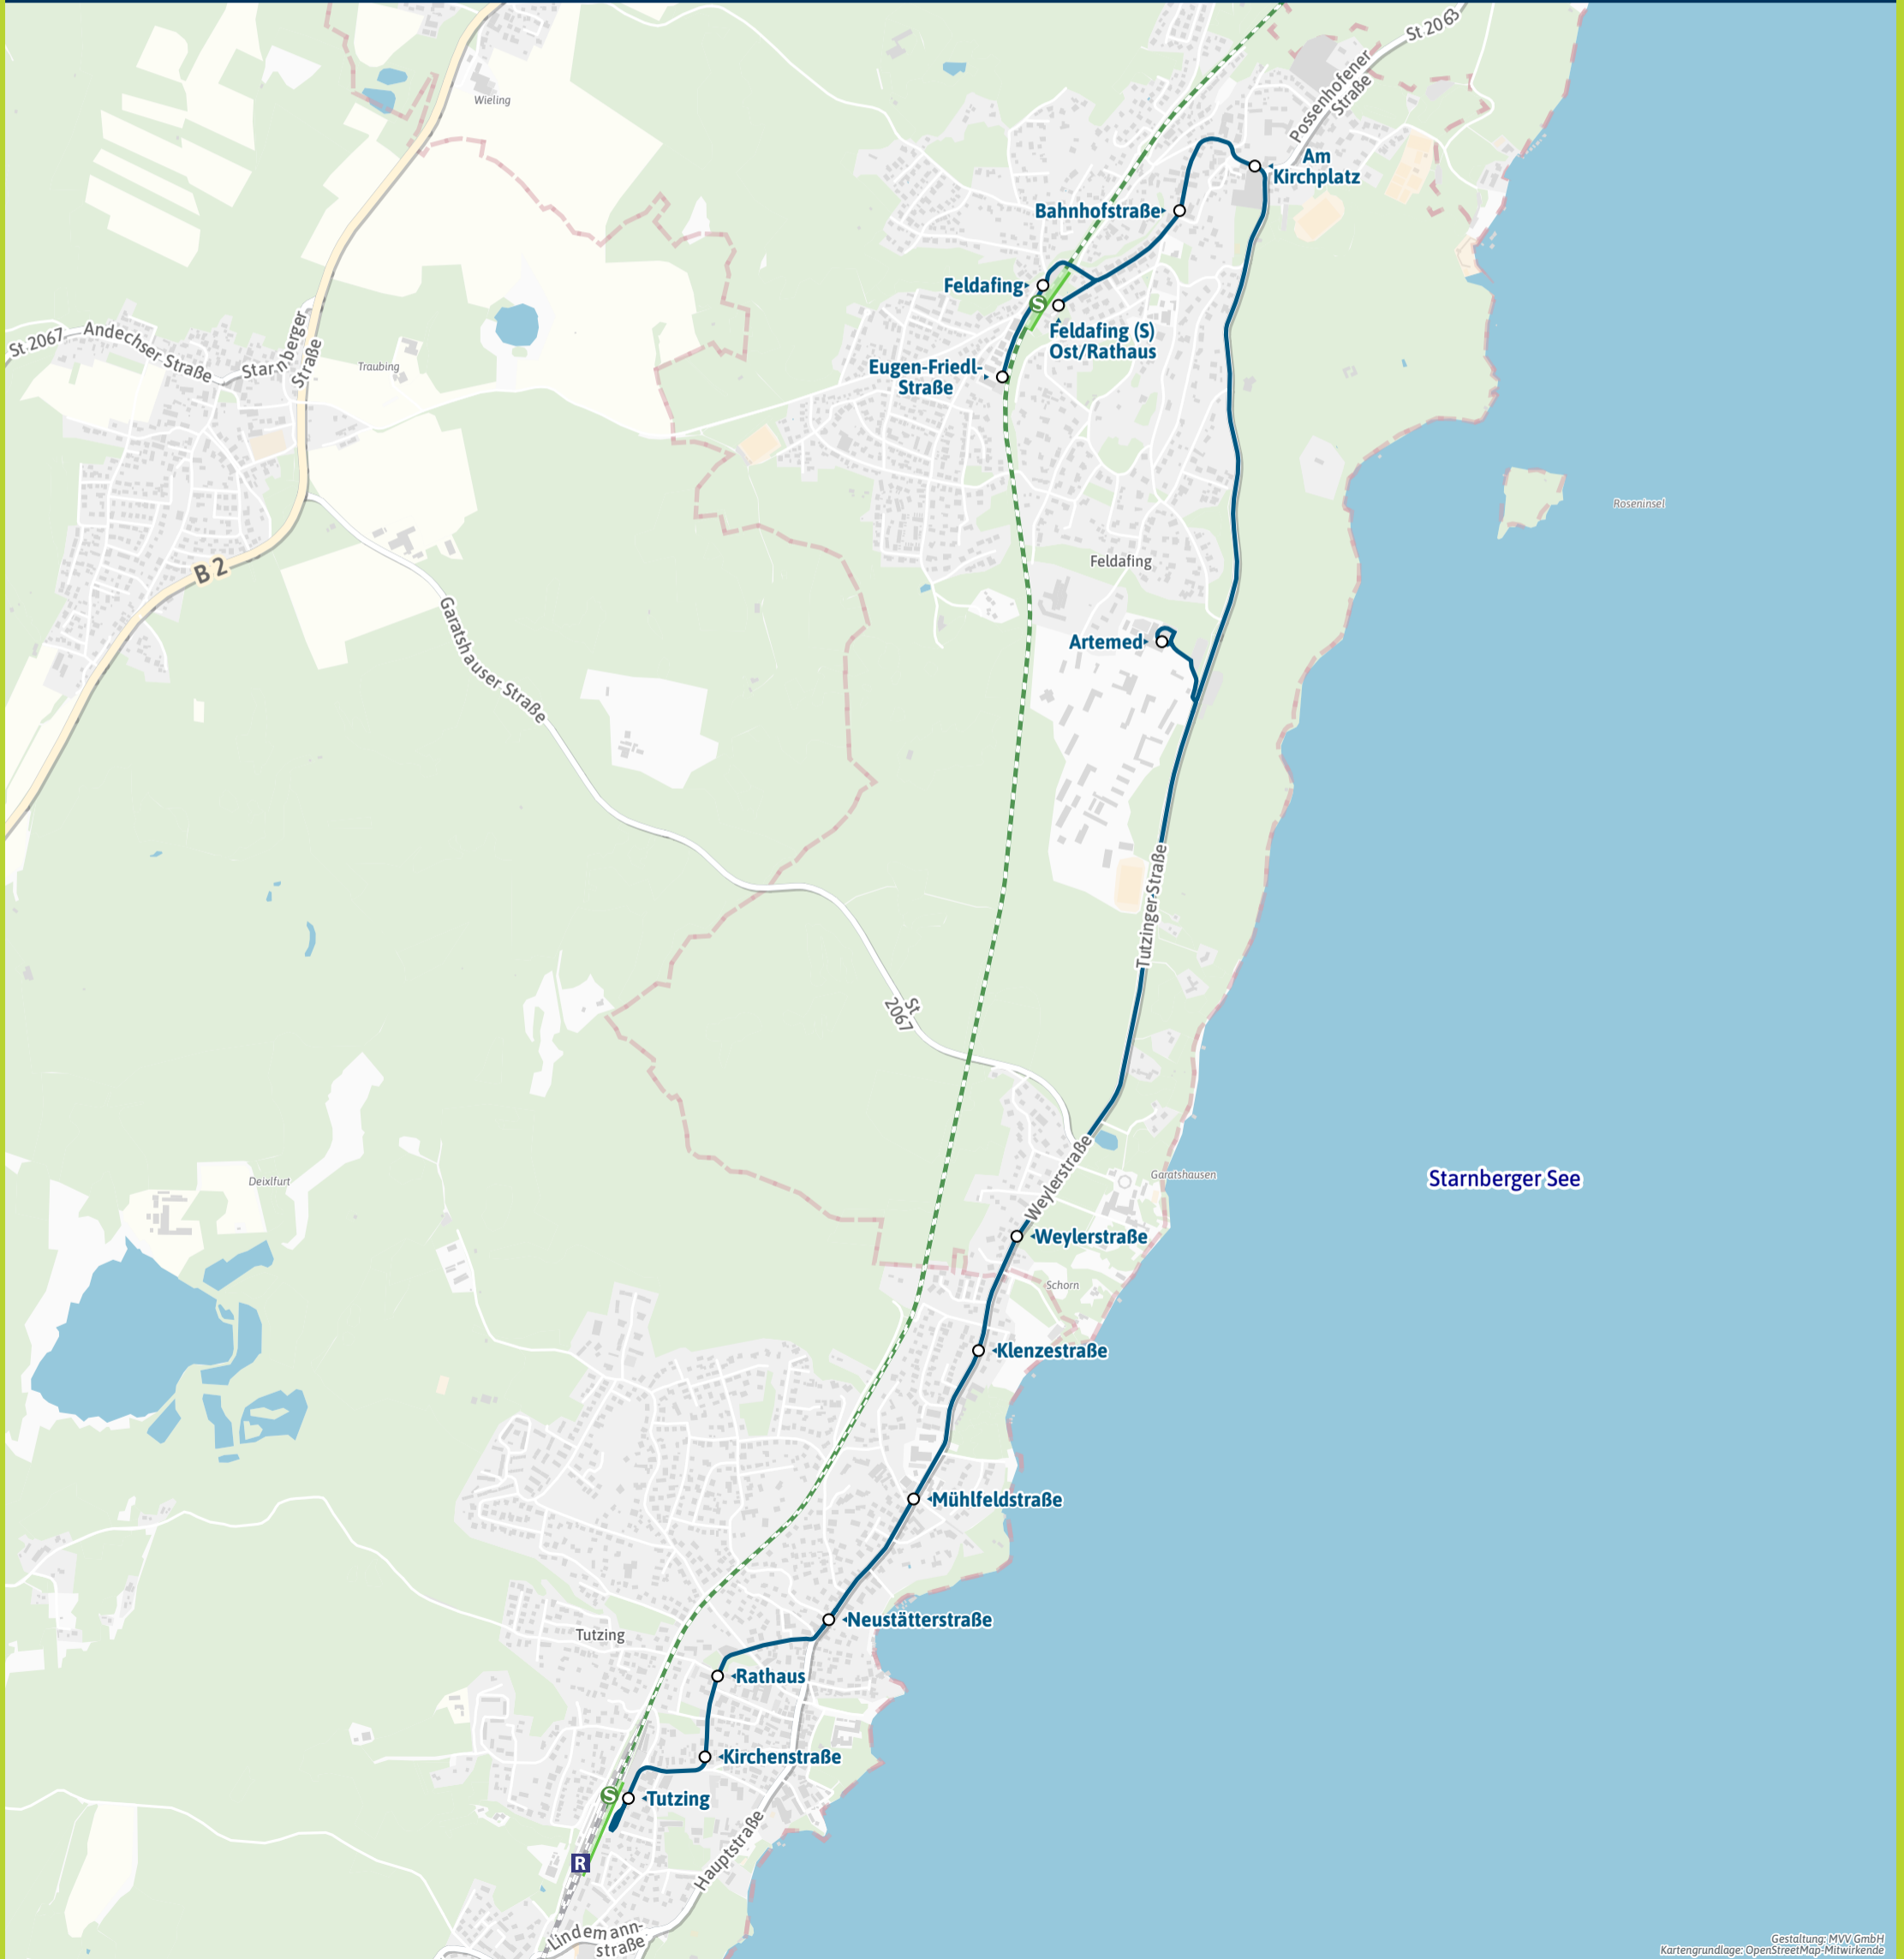 St 2063
Possenhofener
Straße
Wieling
Am
Kirchplatz
Bahnhofstraße
Feldafing
S
Feldafing (S)
Ost/Rathaus
St 2067
Andechser Straße
Starnberger
Straße
Traubing
Eugen-Friedl-
Straße
Roseninsel
B 2
Feldafing
Garatshauser Straße
Artemed
Tutzinger-Straße
St
2067
Weylerstraße
Garatshausen
Starnberger See
Deixlfurt
Weylerstraße
Schorn
Klenzestraße
Mühlfeldstraße
Neustätterstraße
Tutzing
Rathaus
Kirchenstraße
S
Tutzing
Hauptstraße
R
Lindemann-
straße
Gestaltung: MVV GmbH
Kartengrundlage: OpenStreetMap-Mitwirkende